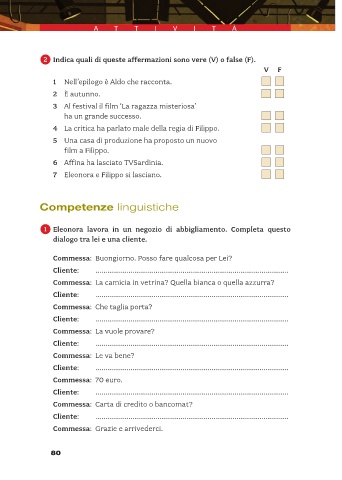 ATTIVITÀ
2 Indica quali di queste affermazioni sono vere (V) o false (F).
V F
1 Nell'epilogo è Aldo che racconta.
2 È autunno.
3 Al festival il film 'La ragazza misteriosa'
ha un grande successo.
4 La critica ha parlato male della regia di Filippo.
5 Una casa di produzione ha proposto un nuovo
film a Filippo.
6 Affina ha lasciato TVSardinia.
7 Eleonora e Filippo si lasciano.
Competenze linguistiche
1 Eleonora lavora in un negozio di abbigliamento. Completa questo
dialogo tra lei e una cliente.
Commessa: Buongiorno. Posso fare qualcosa per Lei?
Cliente: ................................................................................
Commessa: La camicia in vetrina? Quella bianca o quella azzurra?
Cliente: ................................................................................
Commessa: Che taglia porta?
Cliente: ................................................................................
Commessa: La vuole provare?
Cliente: ................................................................................
Commessa: Le va bene?
Cliente: ................................................................................
Commessa: 70 euro.
Cliente: ................................................................................
Commessa: Carta di credito o bancomat?
Cliente: ................................................................................
Commessa: Grazie e arrivederci.
80